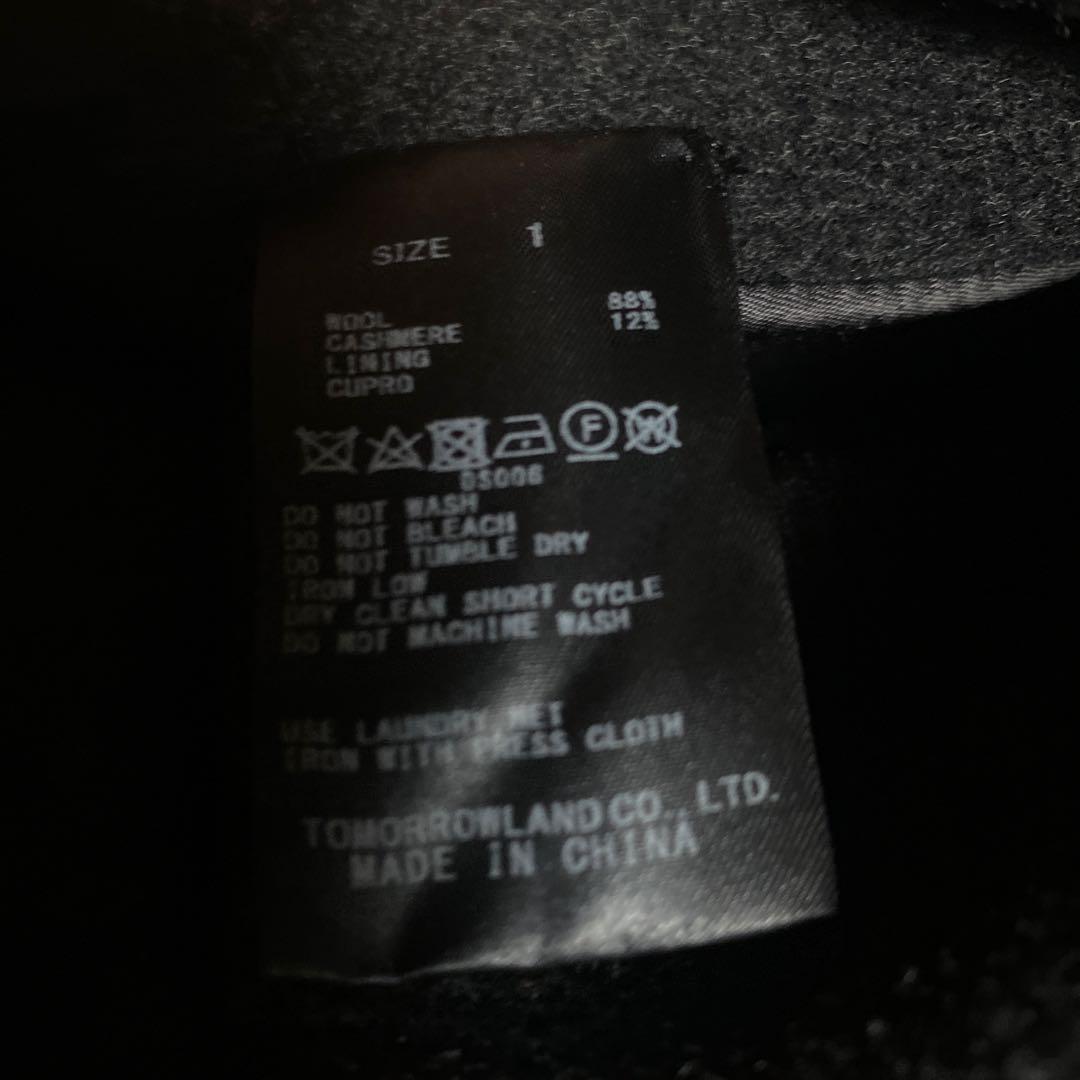 SIZE 1
WOOL 88%
CASHMERE 12%
LINING
CUPRO
F W
DS006
DO NOT WASH
DO NOT BLEACH
DO NOT TUMBLE DRY
IRON LOW
DRY CLEAN SHORT CYCLE
DO NOT MACHINE WASH
USE LAUNDRY NET
IRON WITH PRESS CLOTH
TOMORROWLAND CO., LTD.
MADE IN CHINA